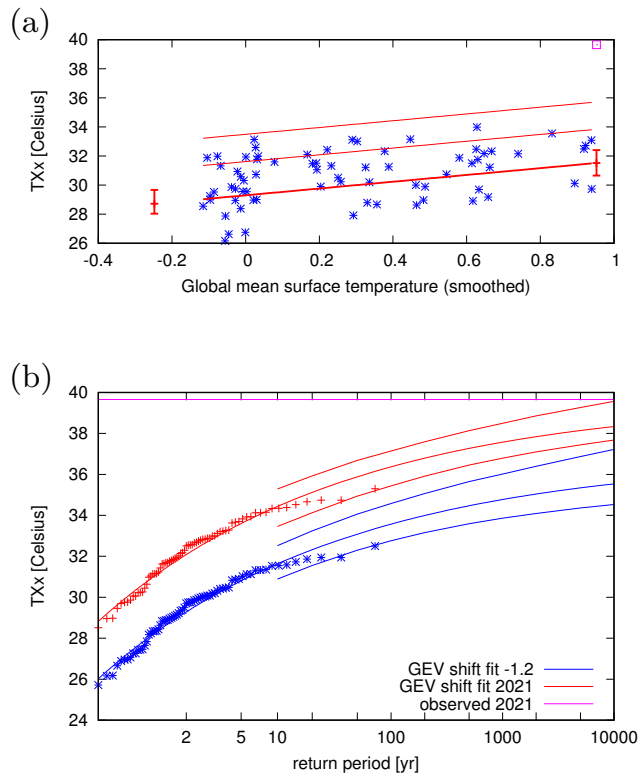 (a)
40
38
36
34
32
30
28
26
TXx [Celsius]
-0.4 -0.2 0 0.2 0.4 0.6 0.8 1
Global mean surface temperature (smoothed)
(b)
40
38
36
34
32
30
28
26
24
TXx [Celsius]
GEV shift fit -1.2
GEV shift fit 2021
observed 2021
2 5 10 100 1000 10000
return period [yr]